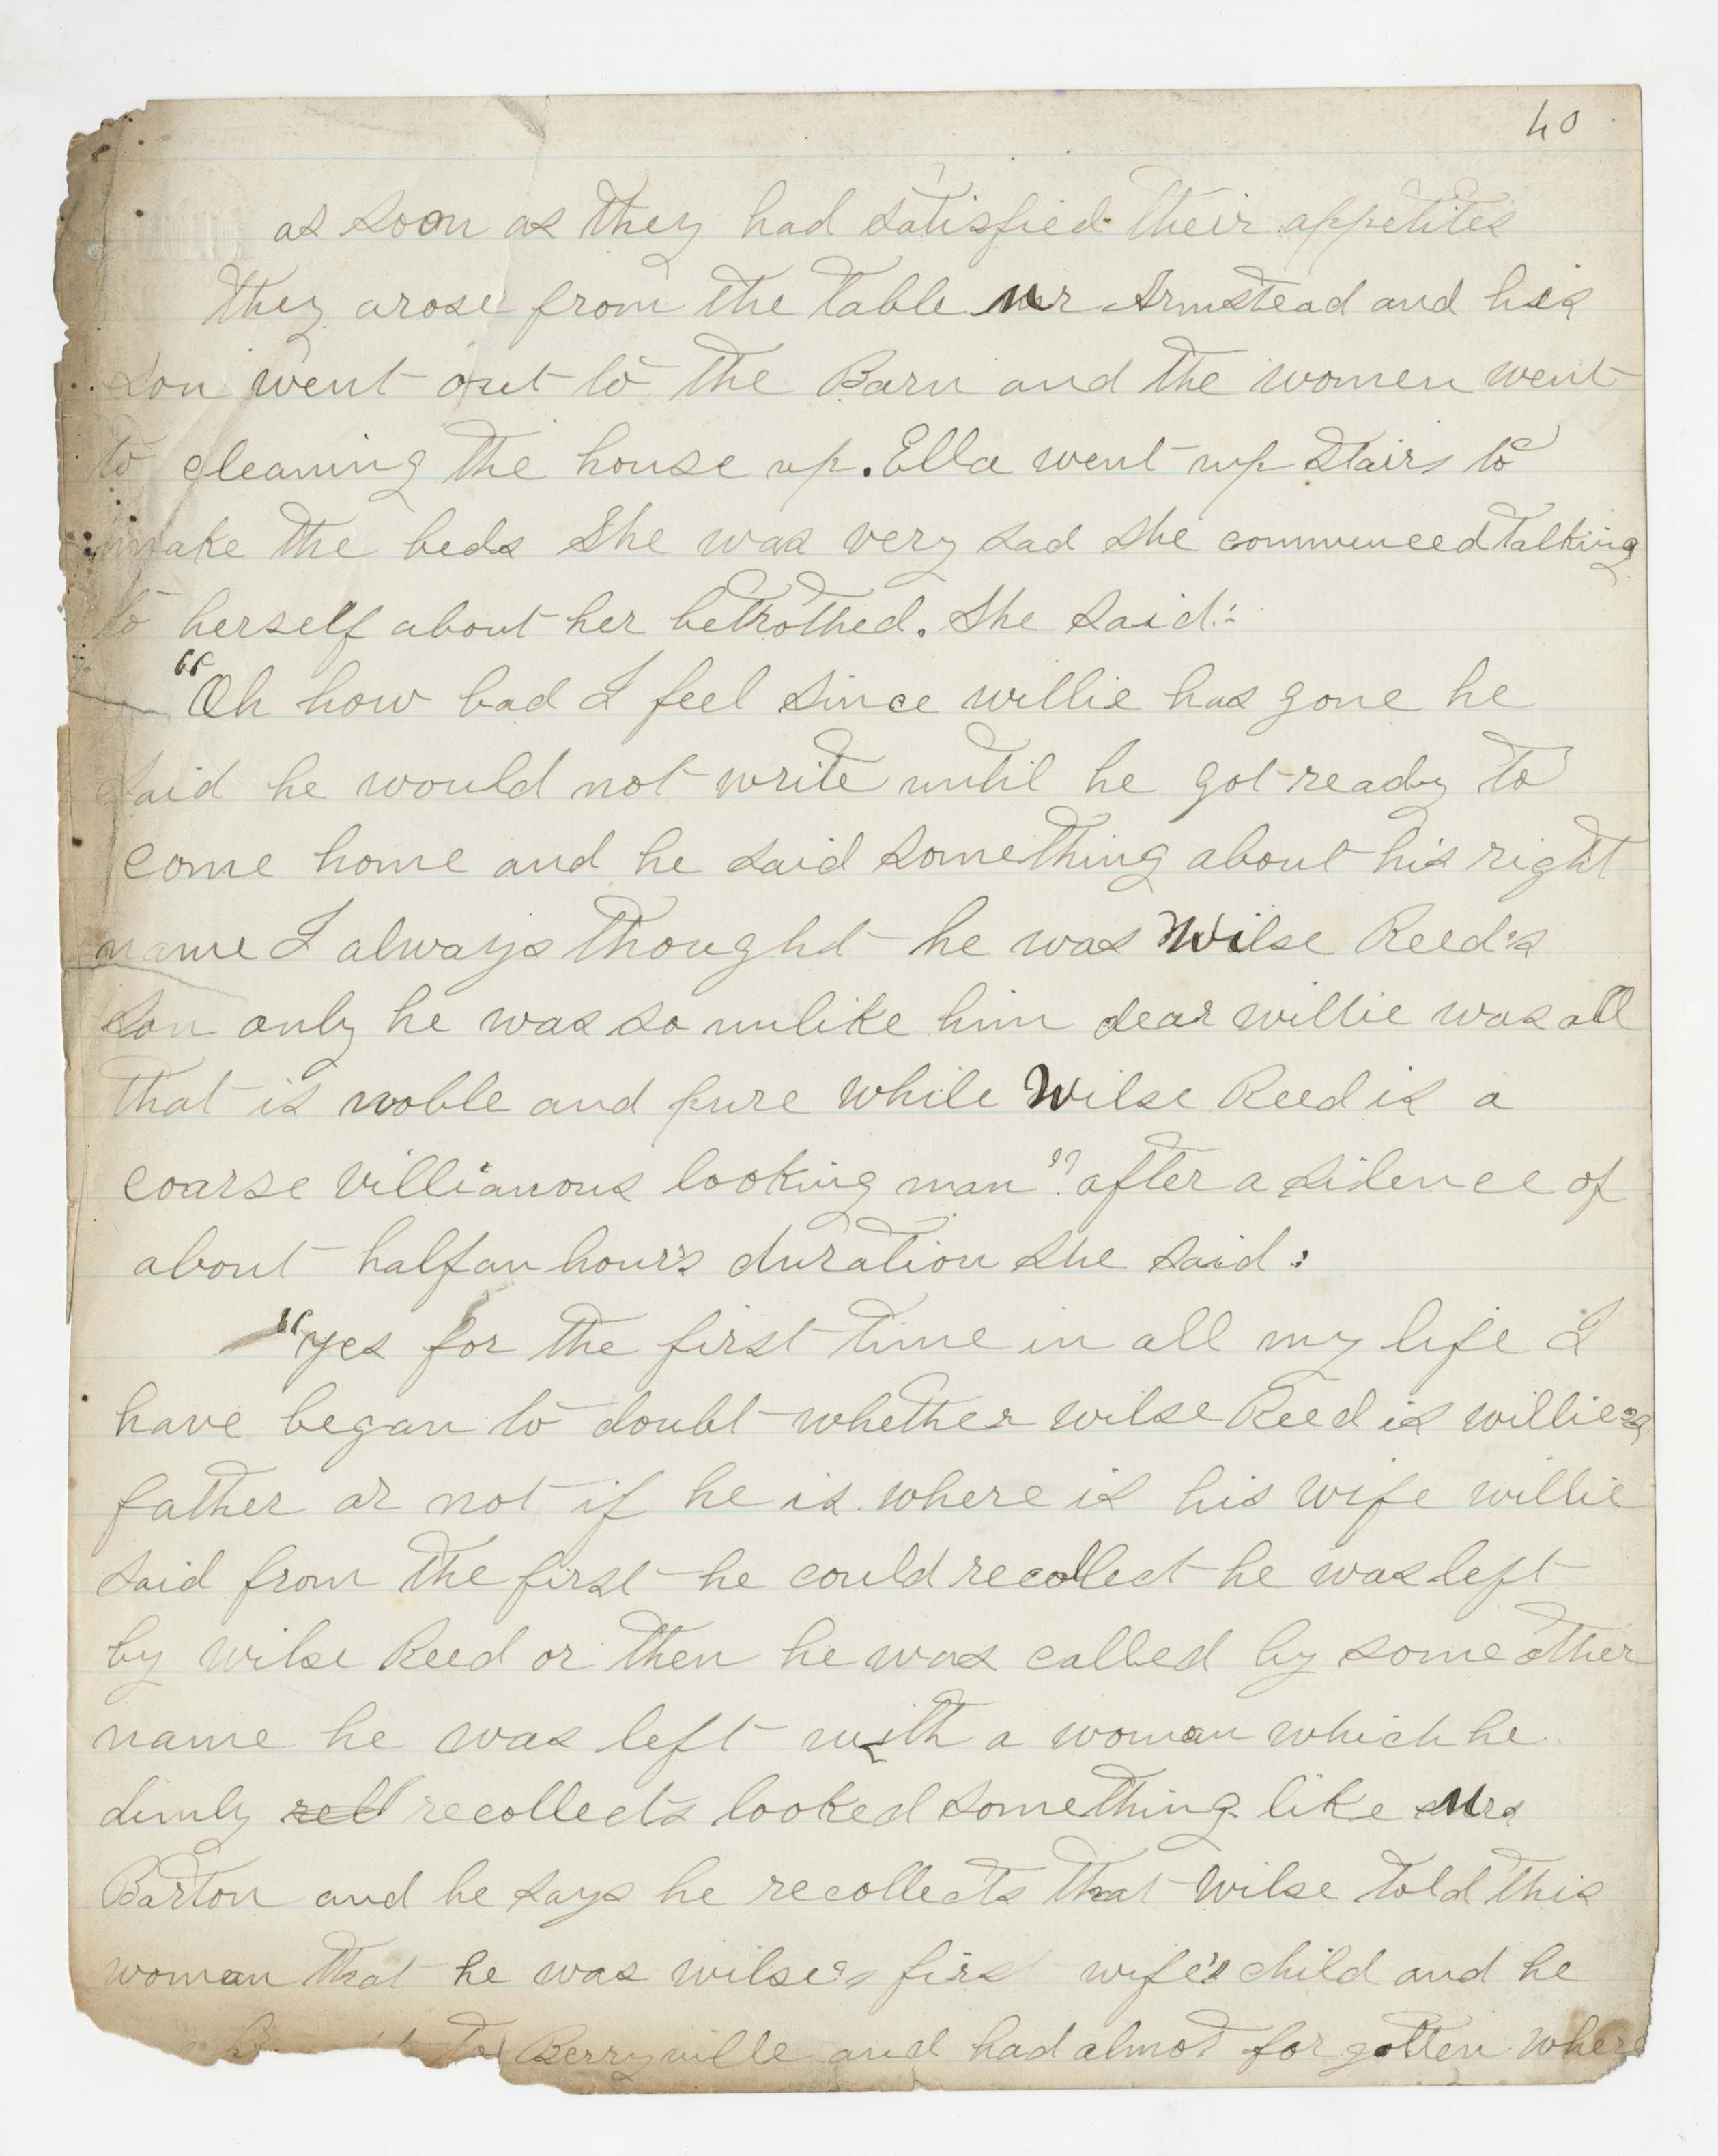 40
as soon as they had satisfied their appetites
they arose from the table Mr Armstead and his
son went out to the Barn and the women went
to cleaning the house up. Ella went up stairs to
make the beds She was very sad she commenced talking
to herself about her betrothed. She said:-
"Oh how bad I feel since willie has gone he
said he would not write until he got ready to
come home and he said something about his right
name I always thought he was Wilse Reed's
son only he was so unlike him dear willie was all
that is noble and pure while Wilse Reed is a
coarse villianous looking man". after a silence of
about half an hour's duration she said:
"yes for the first time in all my life I
have began to doubt whether wilse Reed is willie's
father or not if he is where is his wife willie
said from the first he could recollect he was left
by wilse Reed or then he was called by some other
name he was left with a woman which he
dimly recollects looked something like Mrs
Barton and he says he recollects that Wilse told this
woman that he was wilse's first wife's child and he
to Berryville and had almost forgotten where